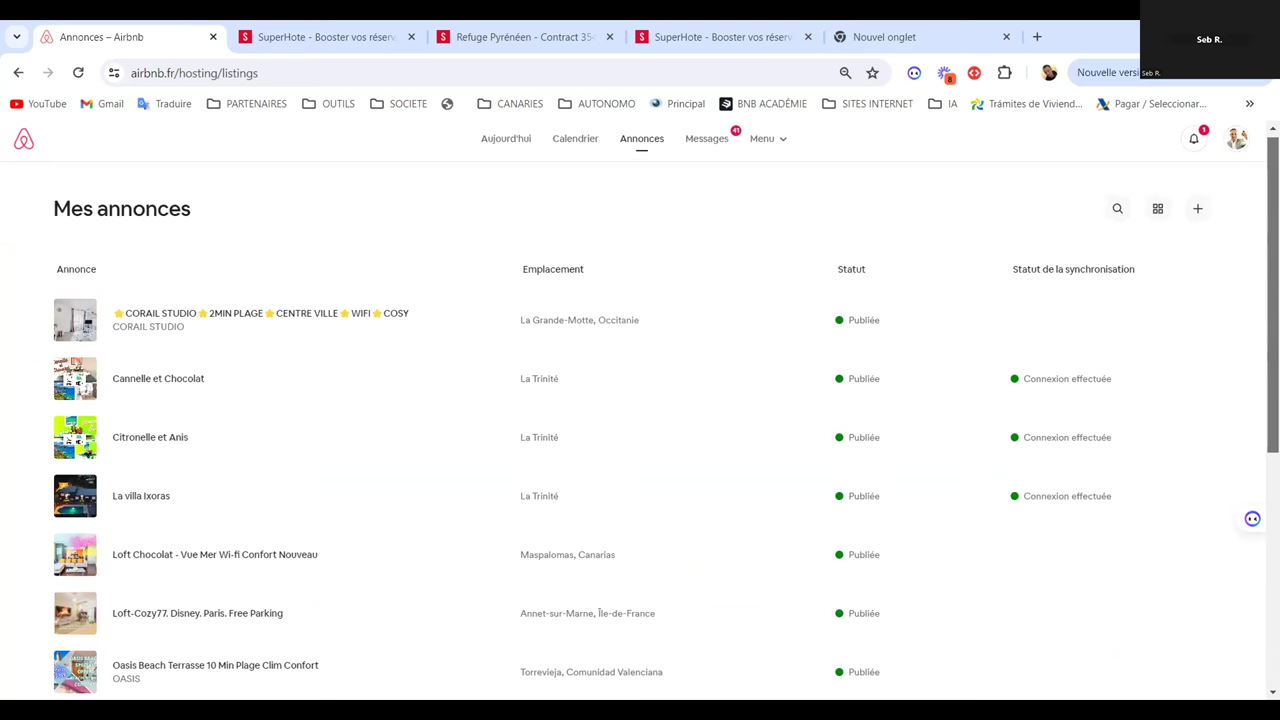 Annonces – Airbnb
SuperHote - Booster vos réserv
Refuge Pyrénéen - Contract 354
SuperHote - Booster vos réserv
Nouvel onglet
Seb R.
airbnb.fr/hosting/listings
8
Nouvelle versi
Seb R.
YouTube
Gmail
Traduire
PARTENAIRES
OUTILS
SOCIETE
CANARIES
AUTONOMO
Principal
BNB ACADÉMIE
SITES INTERNET
IA
Trámites de Viviend...
Pagar / Seleccionar...
Aujourd'hui
Calendrier
Annonces
Messages
41
Menu
1
Mes annonces
Annonce
Emplacement
Statut
Statut de la synchronisation
⭐CORAIL STUDIO⭐2MIN PLAGE⭐CENTRE VILLE⭐WIFI⭐COSY
CORAIL STUDIO
La Grande-Motte, Occitanie
Publiée
Cannelle et Chocolat
La Trinité
Publiée
Connexion effectuée
Citronelle et Anis
La Trinité
Publiée
Connexion effectuée
La villa Ixoras
La Trinité
Publiée
Connexion effectuée
Loft Chocolat - Vue Mer Wi-fi Confort Nouveau
Maspalomas, Canarias
Publiée
Loft-Cozy77. Disney. Paris. Free Parking
Annet-sur-Marne, Île-de-France
Publiée
Oasis Beach Terrasse 10 Min Plage Clim Confort
OASIS
Torrevieja, Comunidad Valenciana
Publiée